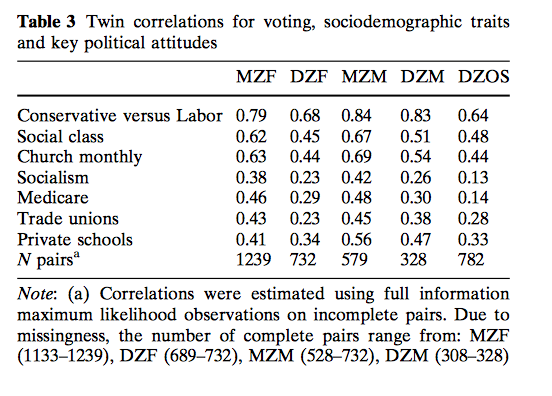 Table 3 Twin correlations for voting, sociodemographic traits
and key political attitudes
MZF DZF MZM DZM DZOS
Conservative versus Labor 0.79 0.68 0.84 0.83 0.64
Social class 0.62 0.45 0.67 0.51 0.48
Church monthly 0.63 0.44 0.69 0.54 0.44
Socialism 0.38 0.23 0.42 0.26 0.13
Medicare 0.46 0.29 0.48 0.30 0.14
Trade unions 0.43 0.23 0.45 0.38 0.28
Private schools 0.41 0.34 0.56 0.47 0.33
N pairsª 1239 732 579 328 782
Note: (a) Correlations were estimated using full information
maximum likelihood observations on incomplete pairs. Due to
missingness, the number of complete pairs range from: MZF
(1133–1239), DZF (689–732), MZM (528–732), DZM (308–328)